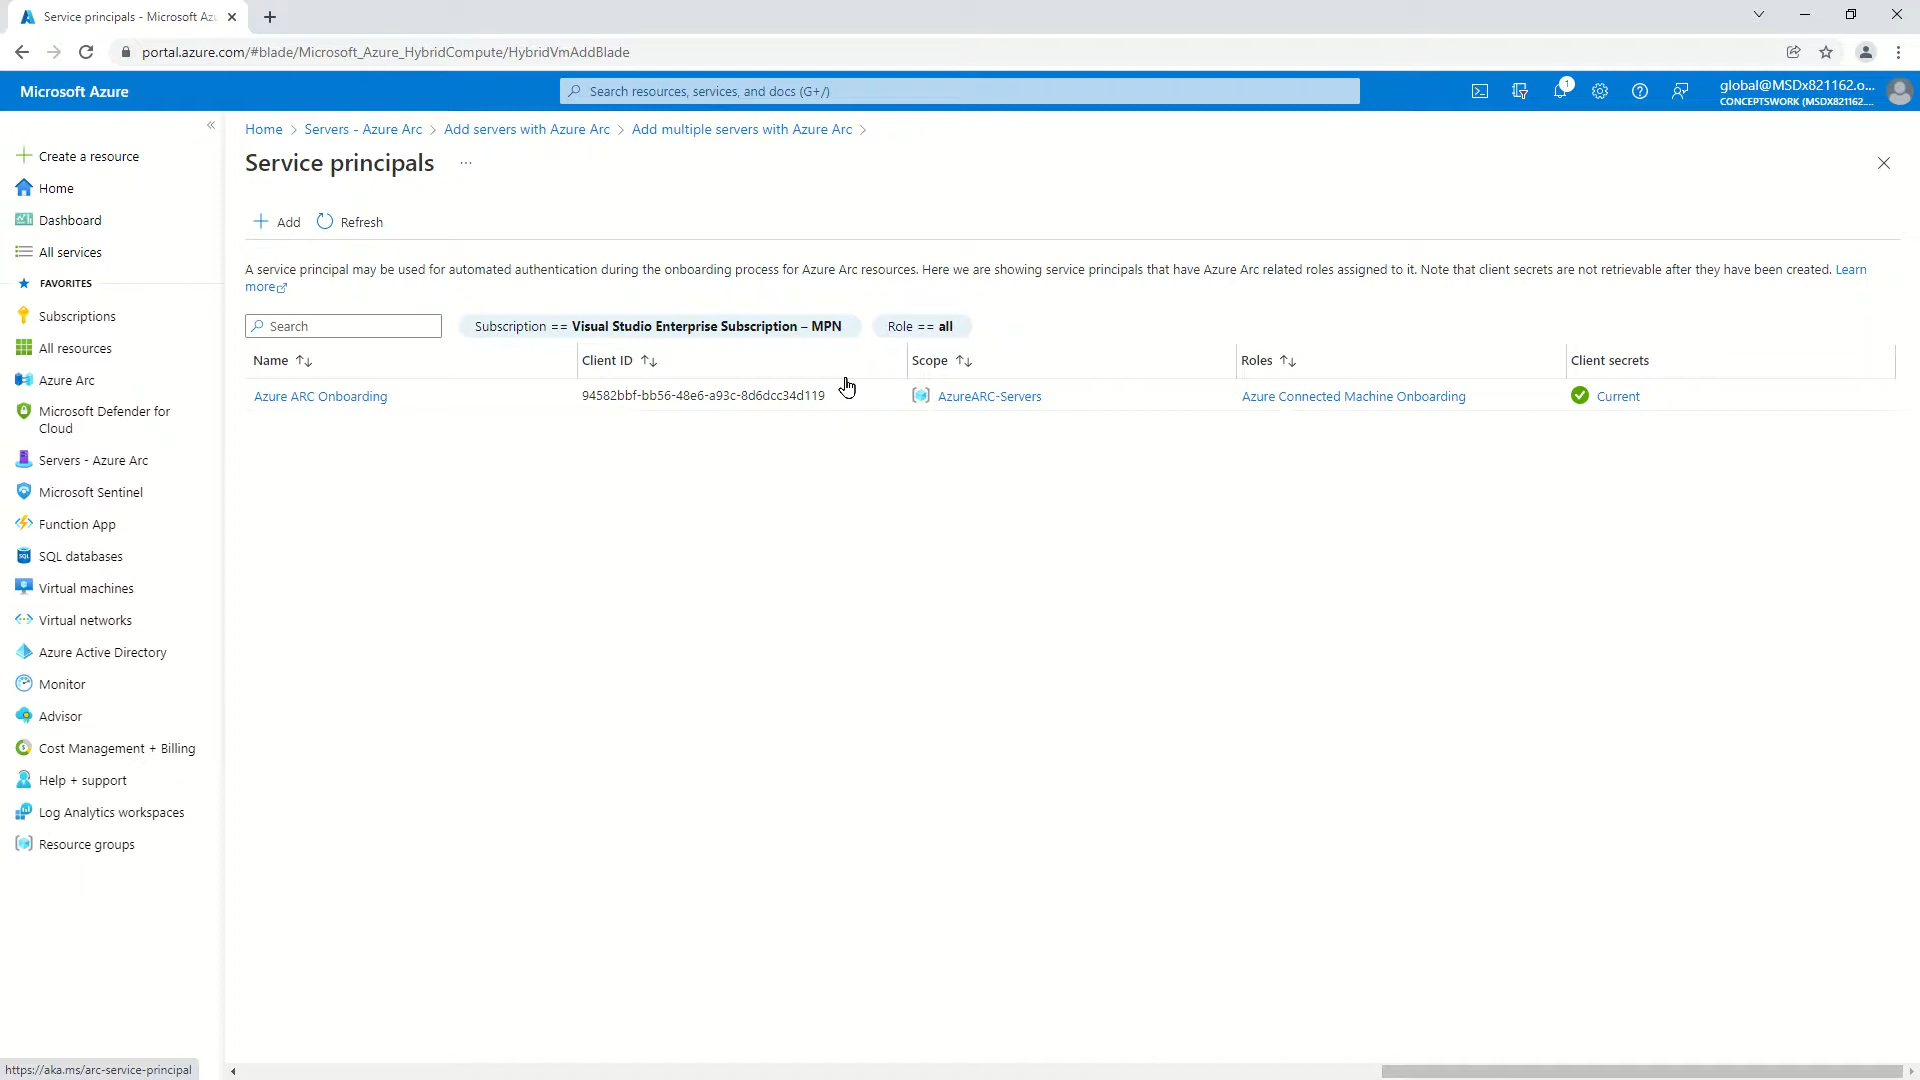 Service principals - Microsoft Az
portal.azure.com/#blade/Microsoft_Azure_HybridCompute/HybridVmAddBlade
Microsoft Azure
Search resources, services, and docs (G+/)
1
global@MSDx821162.o...
CONCEPTSWORK (MSDX821162....
Home > Servers - Azure Arc > Add servers with Azure Arc > Add multiple servers with Azure Arc >
Service principals ...
Add Refresh
A service principal may be used for automated authentication during the onboarding process for Azure Arc resources. Here we are showing service principals that have Azure Arc related roles assigned to it. Note that client secrets are not retrievable after they have been created. Learn
more
Search
Subscription == Visual Studio Enterprise Subscription – MPN
Role == all
Name Client ID Scope Roles Client secrets
Azure ARC Onboarding 94582bbf-bb56-48e6-a93c-8d6dcc34d119 AzureARC-Servers Azure Connected Machine Onboarding Current
Create a resource
Home
Dashboard
All services
FAVORITES
Subscriptions
All resources
Azure Arc
Microsoft Defender for
Cloud
Servers - Azure Arc
Microsoft Sentinel
Function App
SQL databases
Virtual machines
Virtual networks
Azure Active Directory
Monitor
Advisor
Cost Management + Billing
Help + support
Log Analytics workspaces
Resource groups
https://aka.ms/arc-service-principal